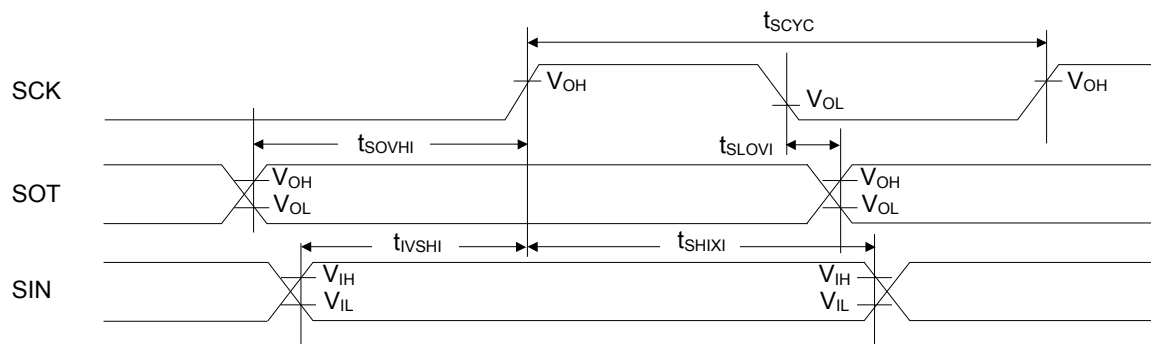 tSCYC
SCK
VOH
VOL
VOH
tSOVHI
tSLOVI
SOT
VOH
VOL
VOH
VOL
tIVSHI
tSHIXI
SIN
VIH
VIL
VIH
VIL